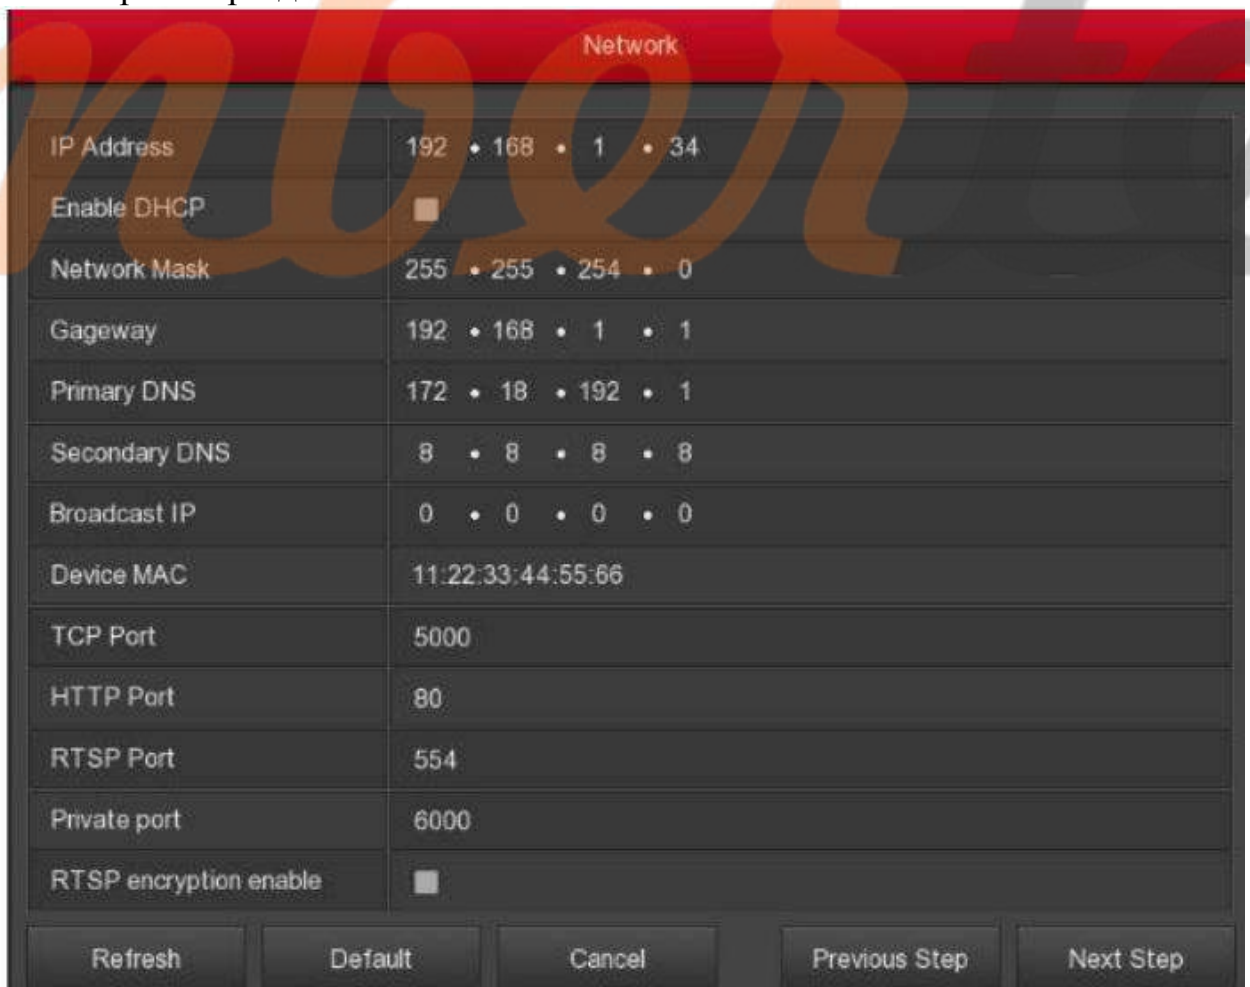 Network
IP Address 192 . 168 . 1 . 34
Enable DHCP
Network Mask 255 . 255 . 254 . 0
Gageway 192 . 168 . 1 . 1
Primary DNS 172 . 18 . 192 . 1
Secondary DNS 8 . 8 . 8 . 8
Broadcast IP 0 . 0 . 0 . 0
Device MAC 11:22:33:44:55:66
TCP Port 5000
HTTP Port 80
RTSP Port 554
Private port 6000
RTSP encryption enable
Refresh Default Cancel Previous Step Next Step